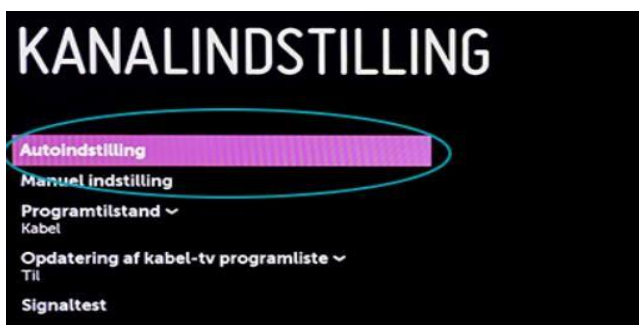 KANALINDSTILLING
Autoindstilling
Manuel indstilling
Programtilstand
Kabel
Opdatering af kabel-tv programliste
Til
Signaltest